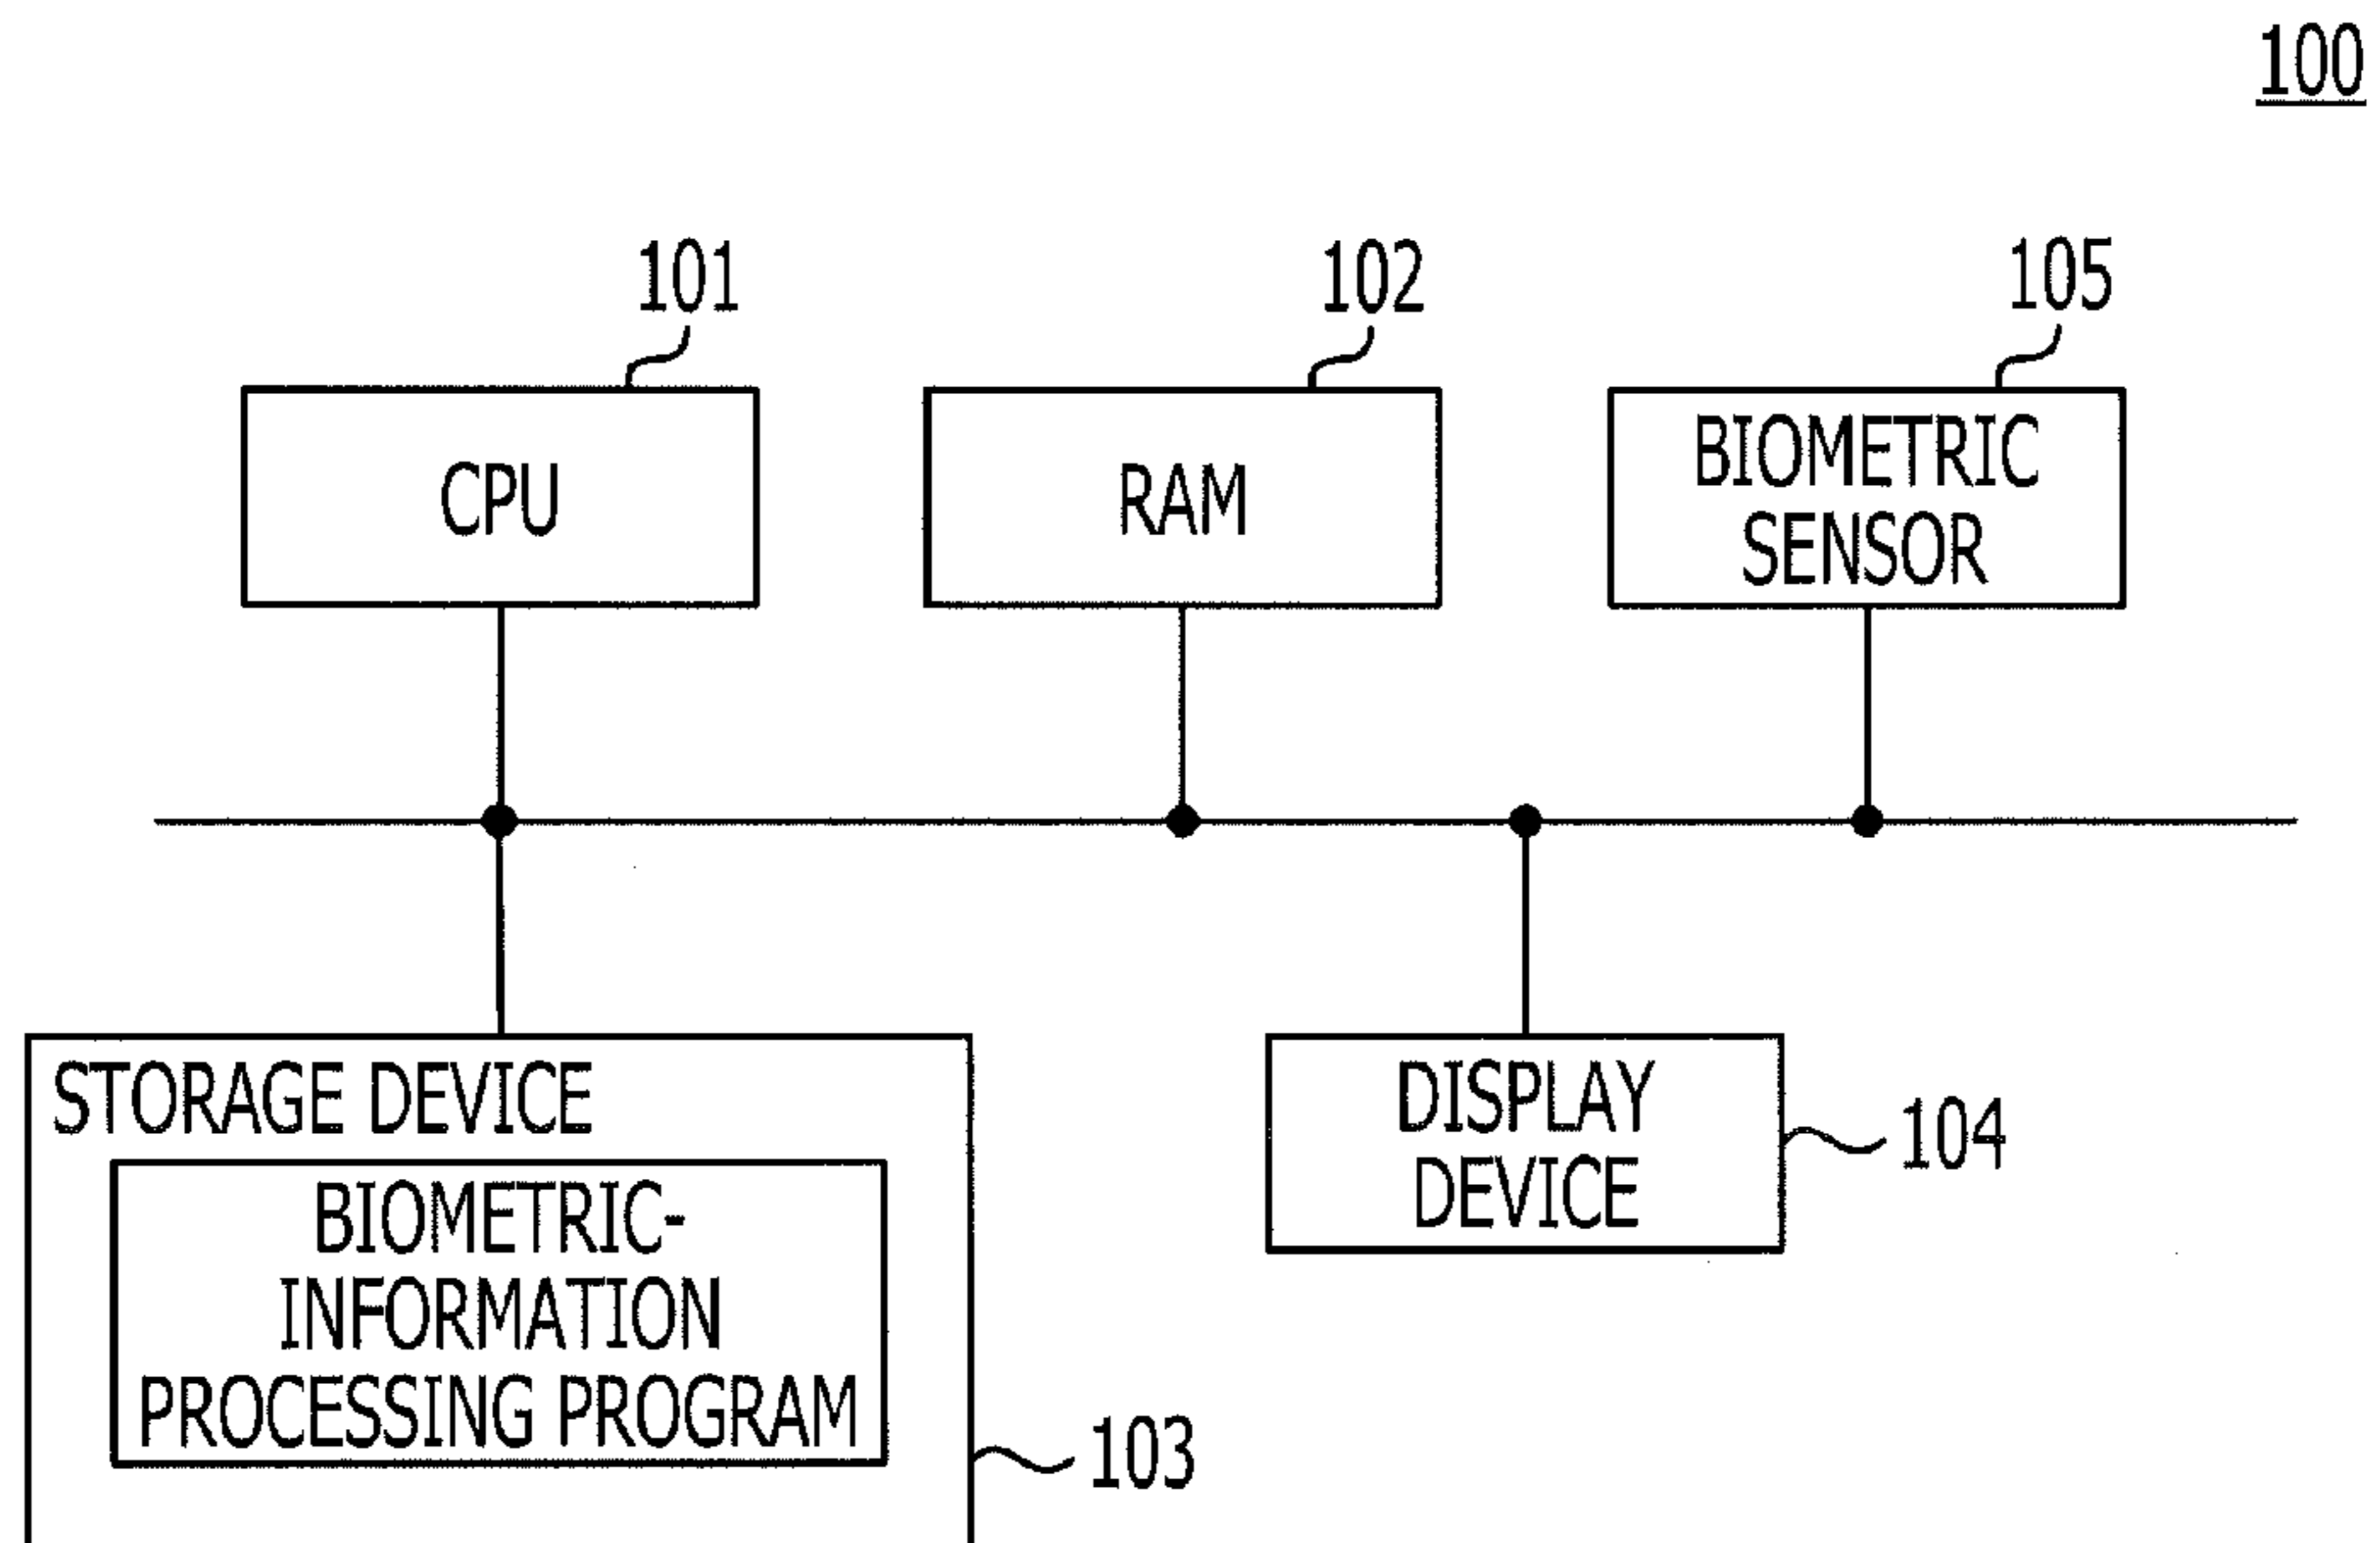 100
101
102
105
CPU
RAM
BIOMETRIC
SENSOR
STORAGE DEVICE
BIOMETRIC-
INFORMATION
PROCESSING PROGRAM
103
DISPLAY
DEVICE
104